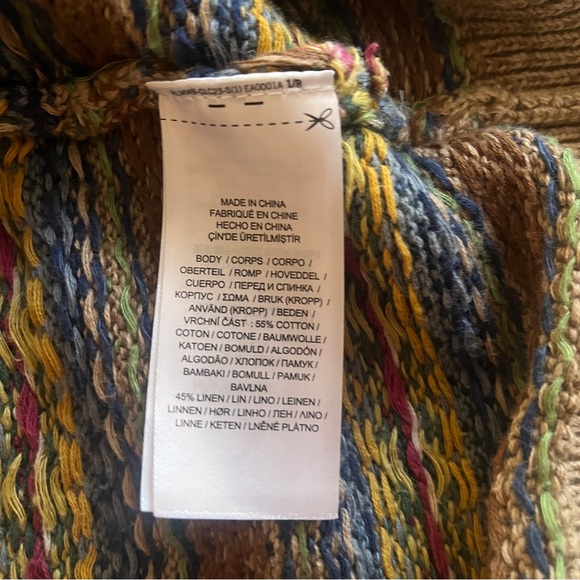 EA00014 1/8
MADE IN CHINA
FABRIQUÉ EN CHINE
HECHO EN CHINA
ÇİN'DE ÜRETİLMİŞTİR
BODY / CORPS / CORPO /
OBERTEIL / ROMP / HOVEDDEL /
CUERPO / ПЕРЕД И СПИНКА /
КОРПУС / ΣΩΜΑ / BRUK (KROPP) /
ANVÄND (KROPP) / BEDEN /
VRCHNÍ ČÁST : 55% COTTON /
COTON / COTONE / BAUMWOLLE /
KATOEN / BOMULD / ALGODÓN /
ALGODÃO / ХЛОПОК / ПАМУК /
BAMBAKI / BOMULL / PAMUK /
BAVLNA
45% LINEN / LIN / LINO / LEINEN /
LINNEN / HØR / LINHO / ЛЕН / ΛΙΝΟ /
LINNE / KETEN / LNĚNÉ PLÁTNO